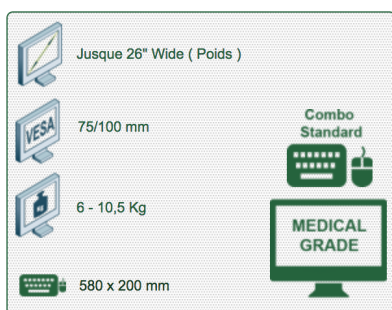 Jusque 26" Wide ( Poids )
VESA
75/100 mm
Combo
Standard
KG
6 - 10,5 Kg
MEDICAL
GRADE
580 x 200 mm